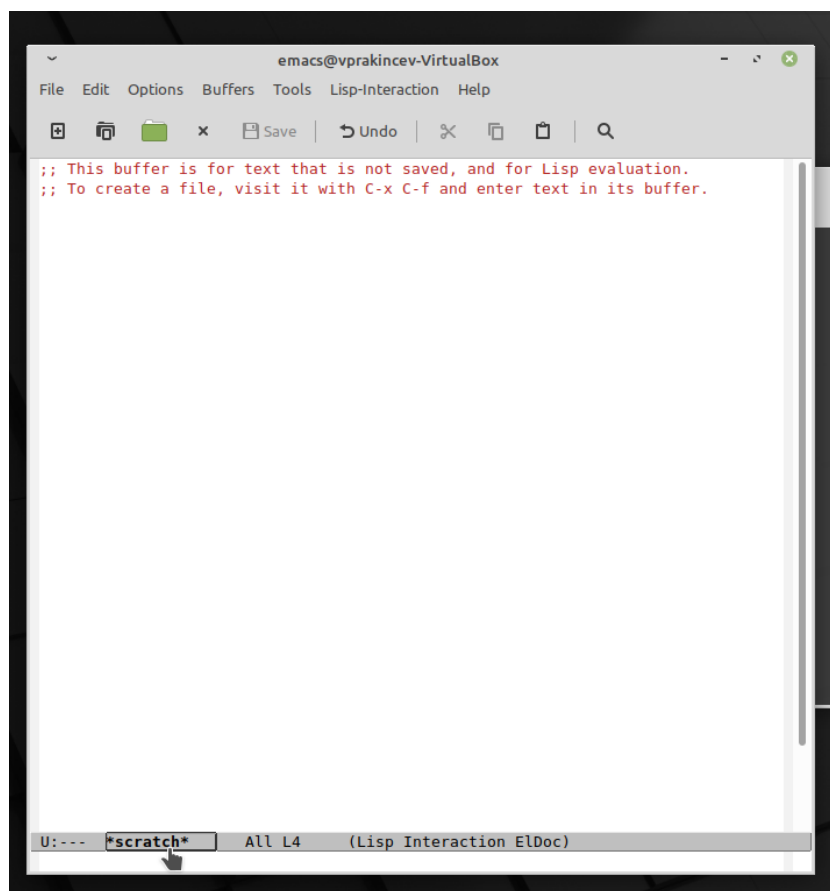 emacs@vprakincev-VirtualBox
File Edit Options Buffers Tools Lisp-Interaction Help
Save Undo
;; This buffer is for text that is not saved, and for Lisp evaluation.
;; To create a file, visit it with C-x C-f and enter text in its buffer.
U:--- *scratch* All L4 (Lisp Interaction ElDoc)